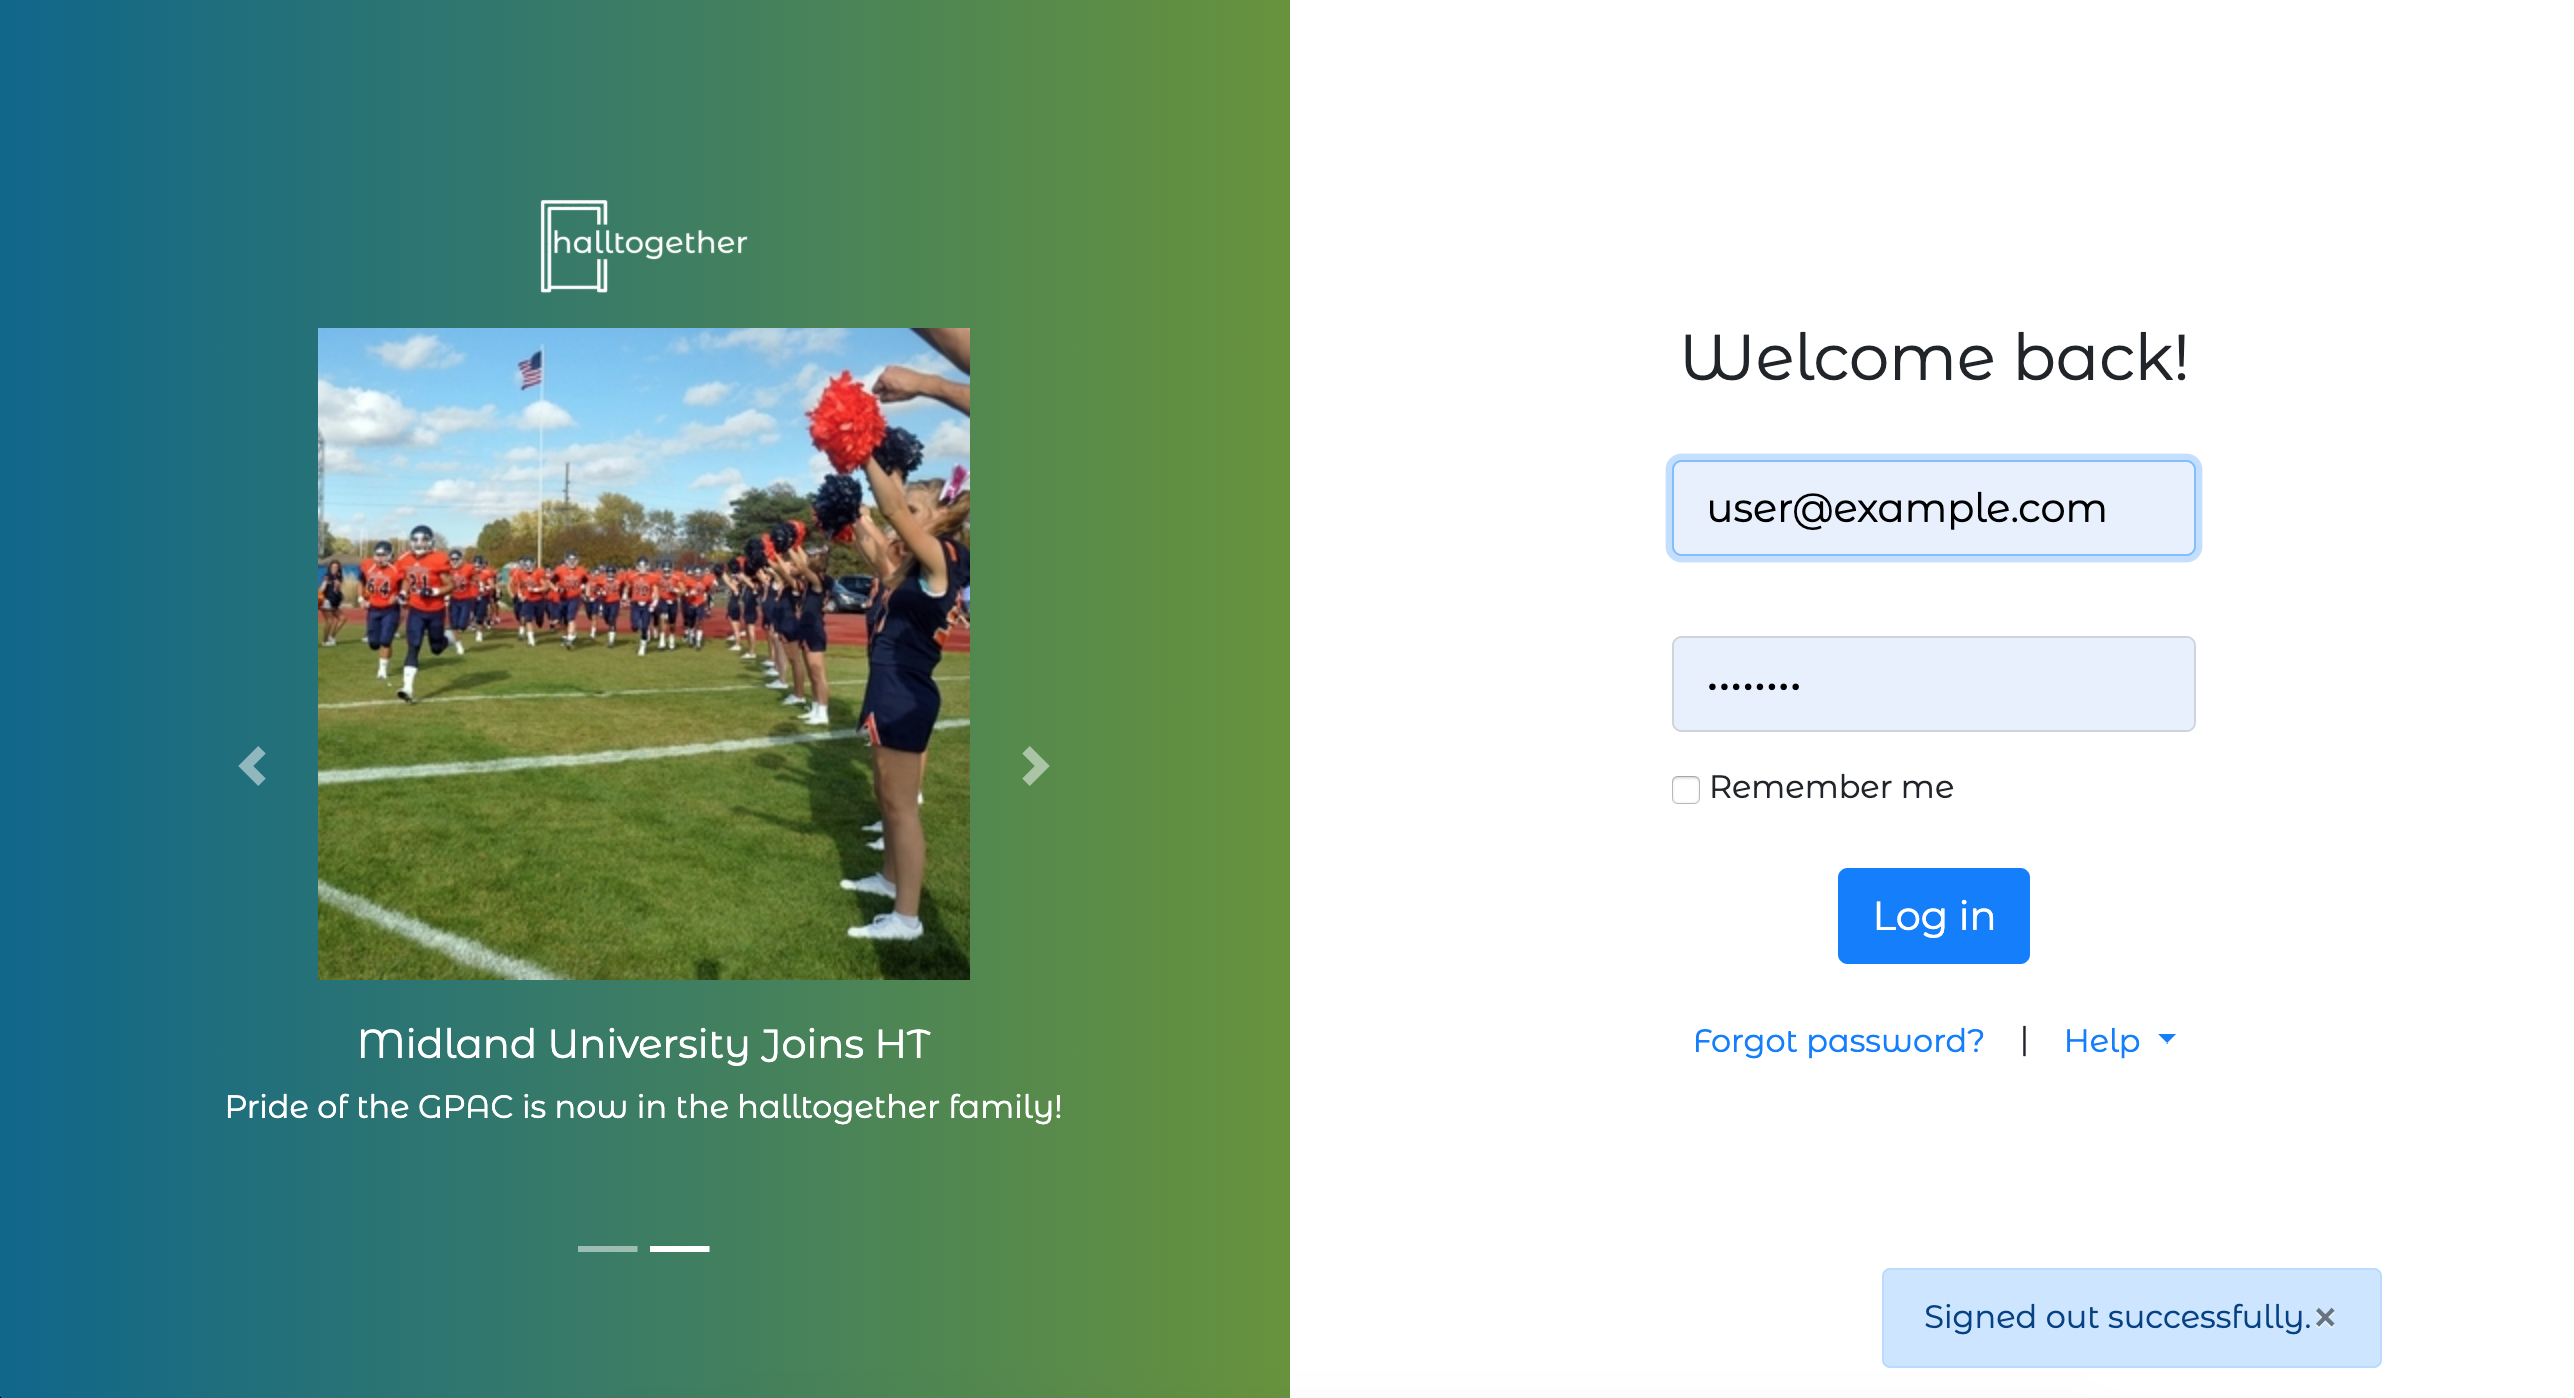 halltogether
Midland University Joins HT
Pride of the GPAC is now in the halltogether family!
Welcome back!
user@example.com
••••••••
Remember me
Log in
Forgot password? | Help
Signed out successfully.×